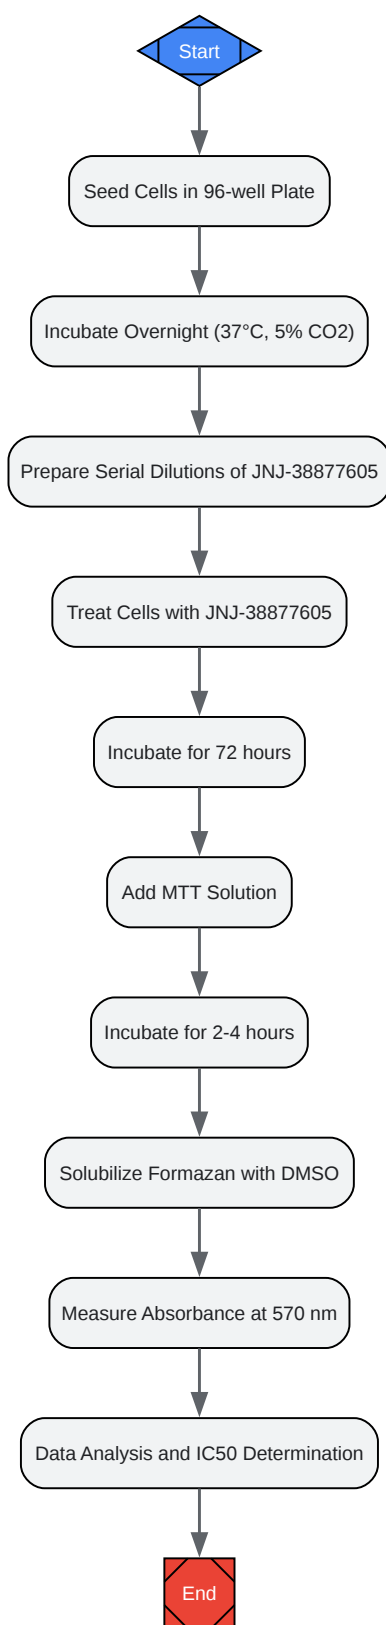 Start
Seed Cells in 96-well Plate
Incubate Overnight (37°C, 5% CO2)
Prepare Serial Dilutions of JNJ-38877605
Treat Cells with JNJ-38877605
Incubate for 72 hours
Add MTT Solution
Incubate for 2-4 hours
Solubilize Formazan with DMSO
Measure Absorbance at 570 nm
Data Analysis and IC50 Determination
End